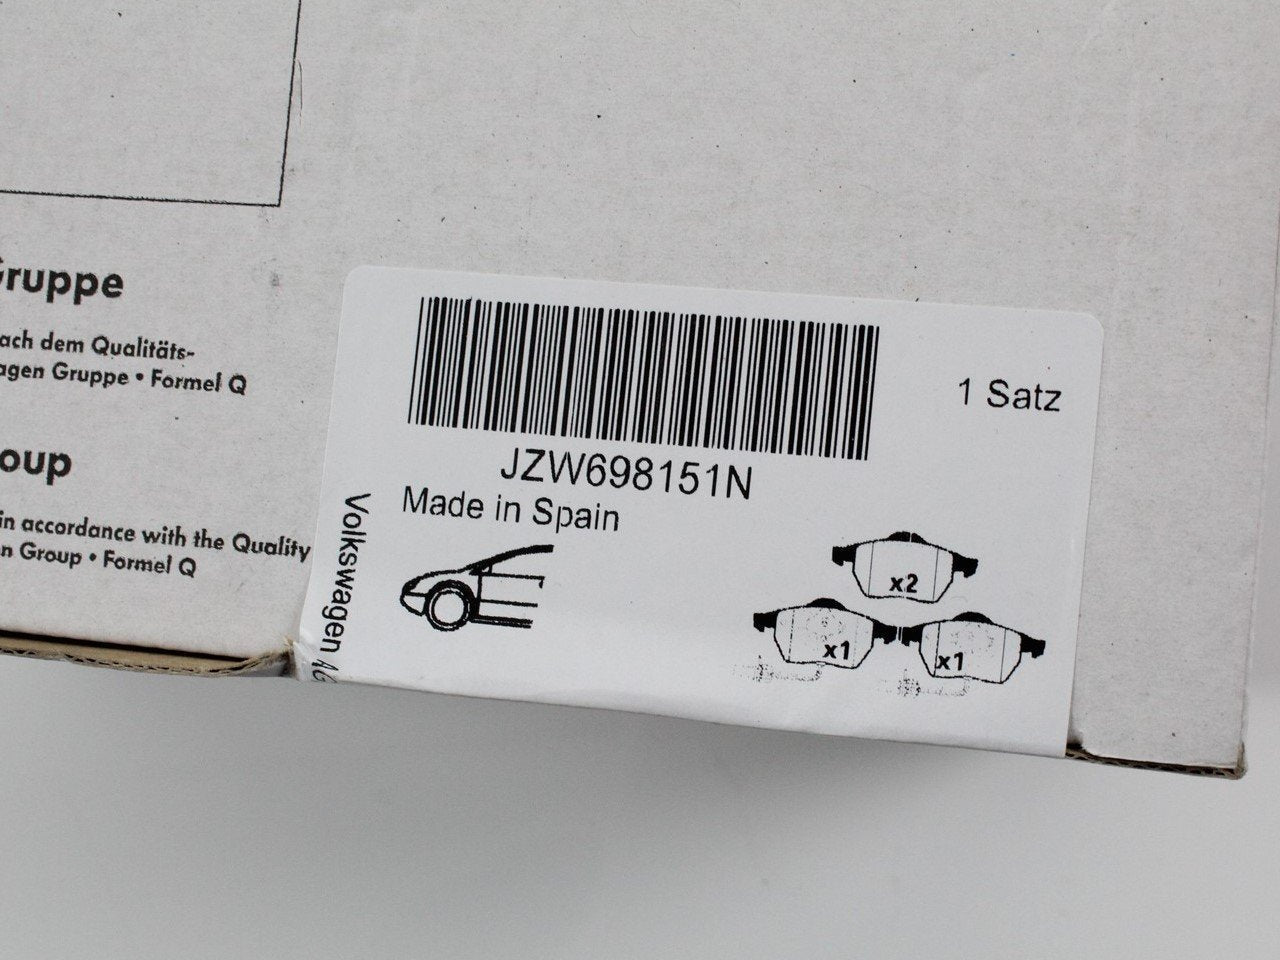 Gruppe
ach dem Qualitäts-
agen Gruppe • Formel Q
oup
in accordance with the Quality
n Group • Formel Q
1 Satz
JZW698151N
Made in Spain
Volkswagen AG
x2
x1
x1